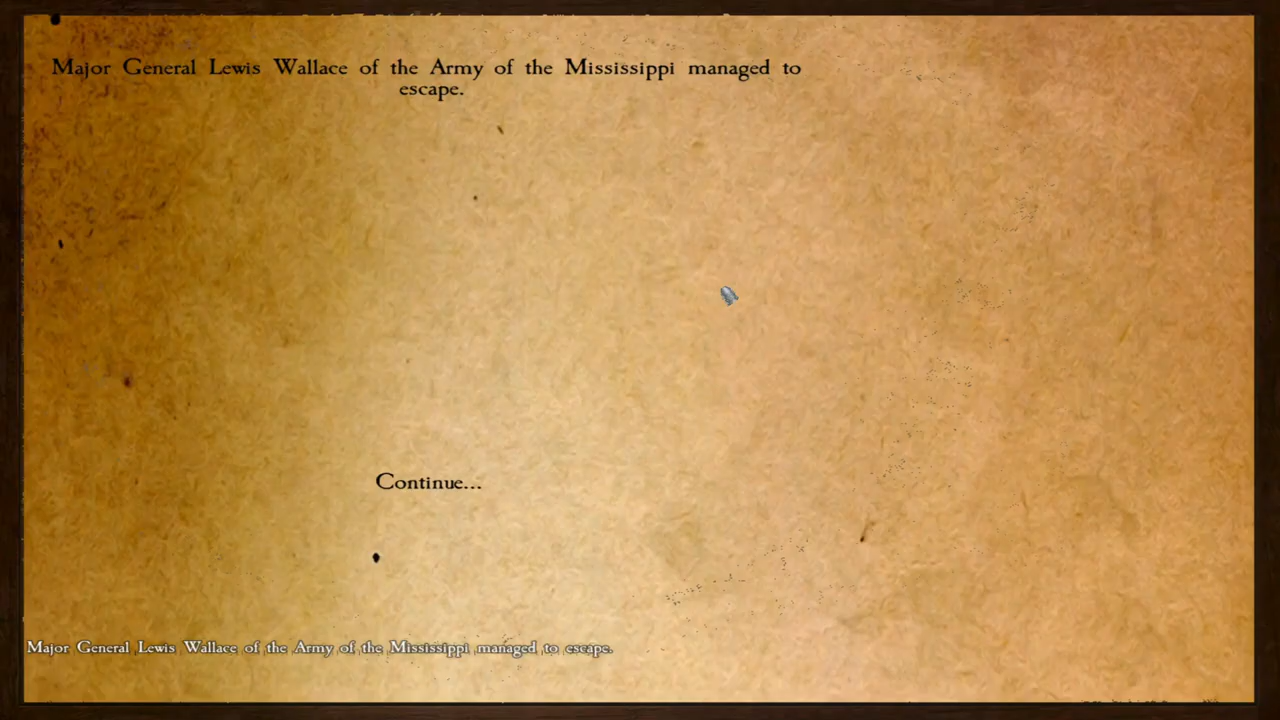 Major General Lewis Wallace of the Army of the Mississippi managed to
escape.
Continue...
Major General Lewis Wallace of the Army of the Mississippi managed to escape.